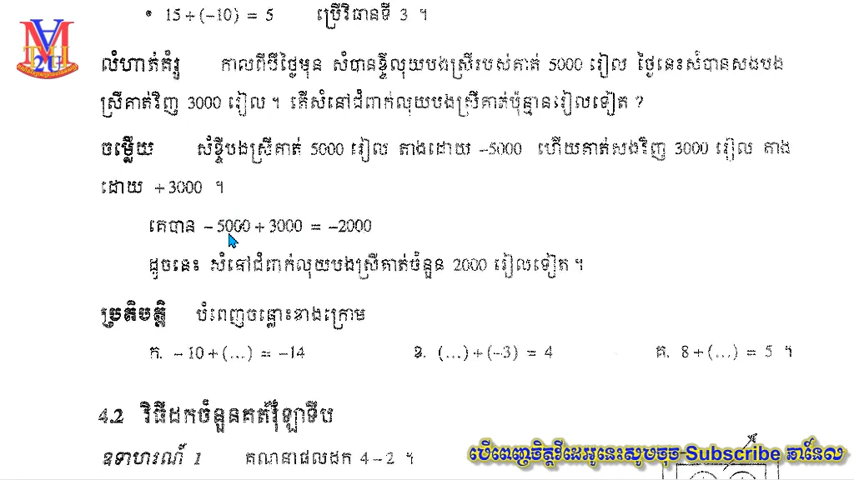 • 15 ÷ (−10) = 5 ប្រើវិធានទី 3 ។
លំហាត់គំរូ កាលពីបីថ្ងៃមុន សំបានខ្ចីលុយបងស្រីរបស់គាត់ 5000 រៀល ថ្ងៃនេះសំបានសងបង
ស្រីគាត់វិញ 3000 រៀល ។ តើសំនៅជំពាក់លុយបងស្រីគាត់ប៉ុន្មានរៀលទៀត ?
ចម្លើយ សំខ្ចីបងស្រីគាត់ 5000 រៀល តាងដោយ −5000 ហើយគាត់សងវិញ 3000 រៀល តាង
ដោយ +3000 ។
គេបាន −5000 + 3000 = −2000
ដូចនេះ សំនៅជំពាក់លុយបងស្រីគាត់ចំនួន 2000 រៀលទៀត ។
ប្រតិបត្តិ បំពេញចន្លោះខាងក្រោម
ក. −10 + (...) = −14 ខ. (...) + (−3) = 4 គ. 8 + (...) = 5 ។
4.2 វិធីដកចំនួនគត់រ៉ឺឡាទីប
ឧទាហរណ៍ 1 គណនាផលដក 4 − 2 ។
បើពេញចិត្តវីដេអូនេះសូមចុច Subscribe ឆានែល